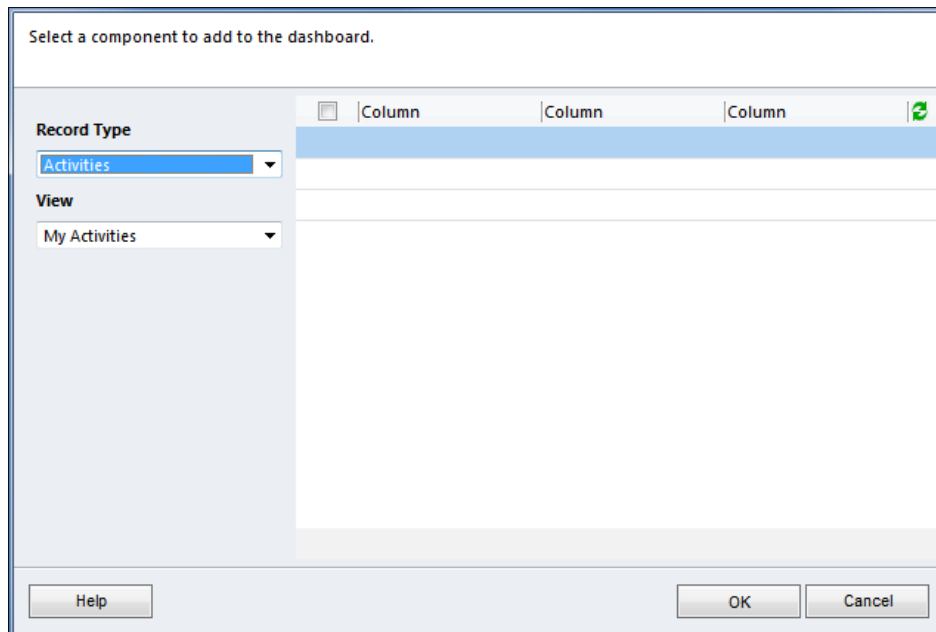 Select a component to add to the dashboard.
Column Column Column
Record Type
Activities
View
My Activities
Help OK Cancel